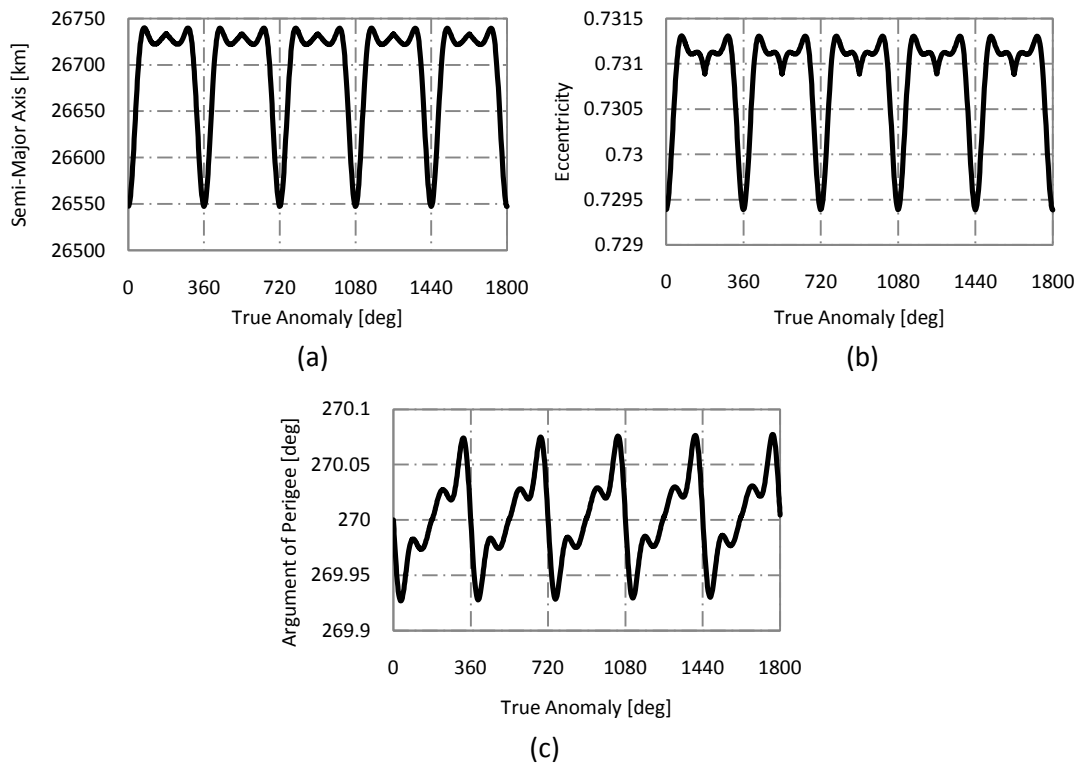 Semi-Major Axis [km]
26750
26700
26650
26600
26550
26500
0 360 720 1080 1440 1800
True Anomaly [deg]
(a)
Eccentricity
0.7315
0.731
0.7305
0.73
0.7295
0.729
0 360 720 1080 1440 1800
True Anomaly [deg]
(b)
Argument of Perigee [deg]
270.1
270.05
270
269.95
269.9
0 360 720 1080 1440 1800
True Anomaly [deg]
(c)